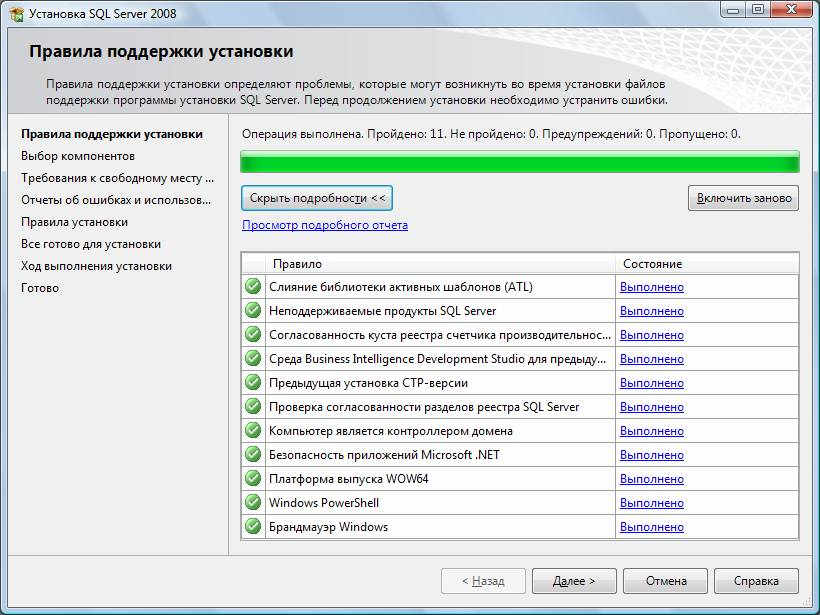 Установка SQL Server 2008
Правила поддержки установки
Правила поддержки установки определяют проблемы, которые могут возникнуть во время установки файлов
поддержки программы установки SQL Server. Перед продолжением установки необходимо устранить ошибки.
Правила поддержки установки
Выбор компонентов
Требования к свободному месту ...
Отчеты об ошибках и использов...
Правила установки
Все готово для установки
Ход выполнения установки
Готово
Операция выполнена. Пройдено: 11. Не пройдено: 0. Предупреждений: 0. Пропущено: 0.
Скрыть подробности <<
Включить заново
Просмотр подробного отчета
Правило Состояние
Слияние библиотеки активных шаблонов (ATL) Выполнено
Неподдерживаемые продукты SQL Server Выполнено
Согласованность куста реестра счетчика производительнос... Выполнено
Среда Business Intelligence Development Studio для предыду... Выполнено
Предыдущая установка CTP-версии Выполнено
Проверка согласованности разделов реестра SQL Server Выполнено
Компьютер является контроллером домена Выполнено
Безопасность приложений Microsoft .NET Выполнено
Платформа выпуска WOW64 Выполнено
Windows PowerShell Выполнено
Брандмауэр Windows Выполнено
< Назад Далее > Отмена Справка